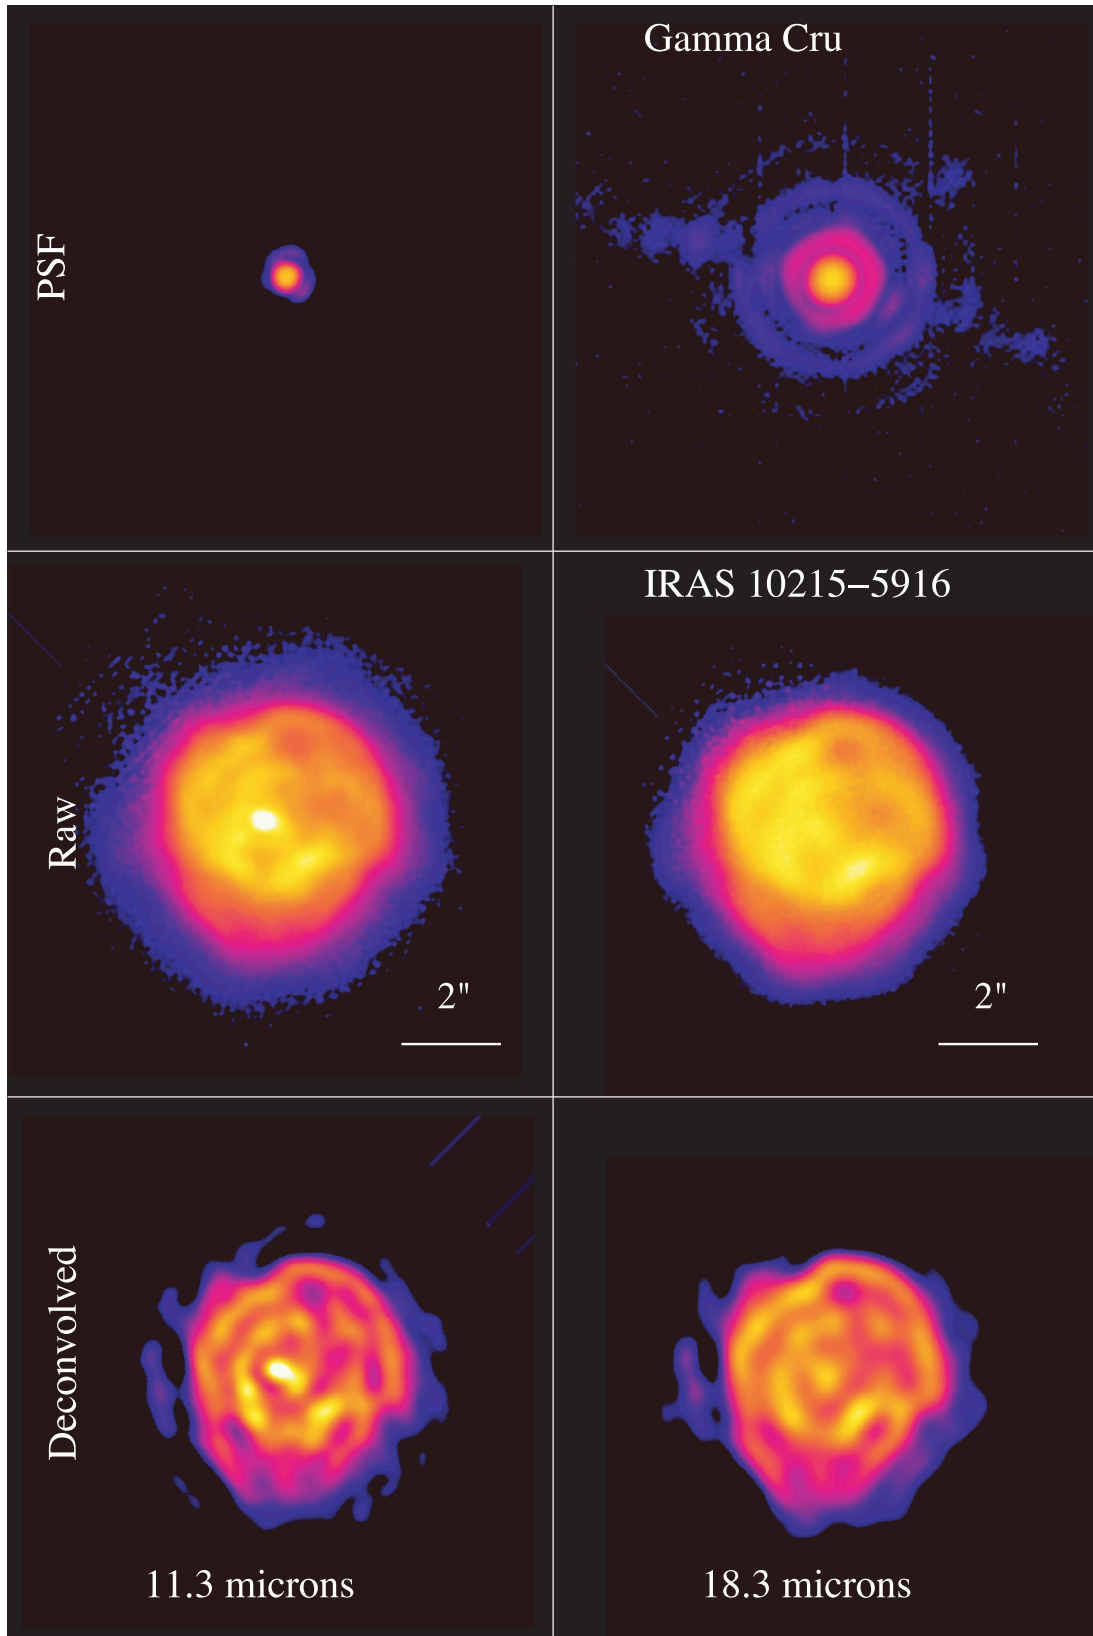 Gamma Cru
PSF
IRAS 10215–5916
Raw
2"
2"
Deconvolved
11.3 microns
18.3 microns